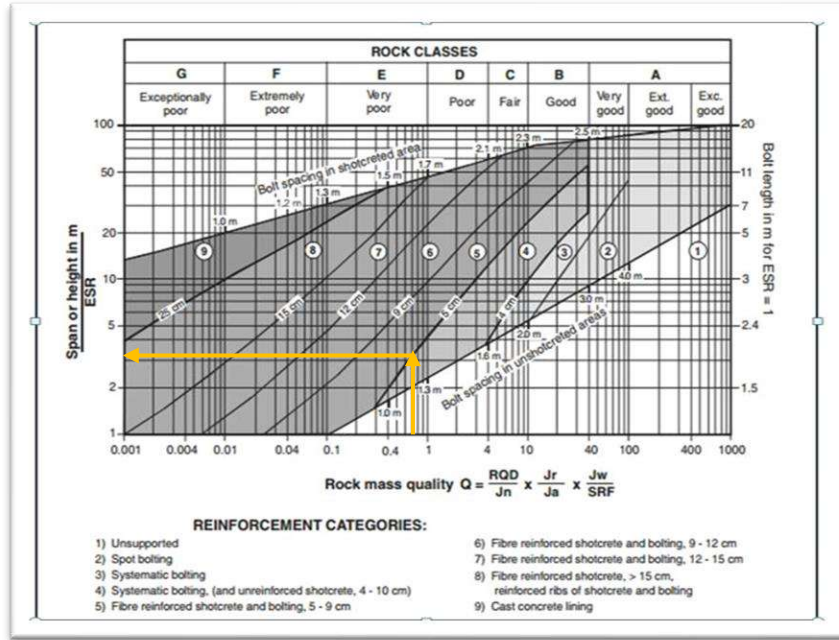 ROCK CLASSES
G F E D C B A
Exceptionally poor Extremely poor Very poor Poor Fair Good Very good Ext. good Exc. good
100 50 20 10 5 2 1
Span or height in m
ESR
20 11 7 5 3 2.4 1.5
Bolt length in m for ESR = 1
Bolt spacing in shotcreted area
1.0 m 1.2 m 1.3 m 1.5 m 1.7 m 2.1 m 2.3 m 2.5 m
9 8 7 6 5 4 3 2 1
25 cm 15 cm 12 cm 9 cm 5 cm 4 cm
1.0 m 1.3 m 1.6 m 2.0 m 3.0 m 4.0 m
Bolt spacing in unshotcreted areas
0.001 0.004 0.01 0.04 0.1 0.4 1 4 10 40 100 400 1000
Rock mass quality Q = RQD/Jn x Jr/Ja x Jw/SRF
REINFORCEMENT CATEGORIES:
1) Unsupported
2) Spot bolting
3) Systematic bolting
4) Systematic bolting, (and unreinforced shotcrete, 4 - 10 cm)
5) Fibre reinforced shotcrete and bolting, 5 - 9 cm
6) Fibre reinforced shotcrete and bolting, 9 - 12 cm
7) Fibre reinforced shotcrete and bolting, 12 - 15 cm
8) Fibre reinforced shotcrete, > 15 cm,
reinforced ribs of shotcrete and bolting
9) Cast concrete lining